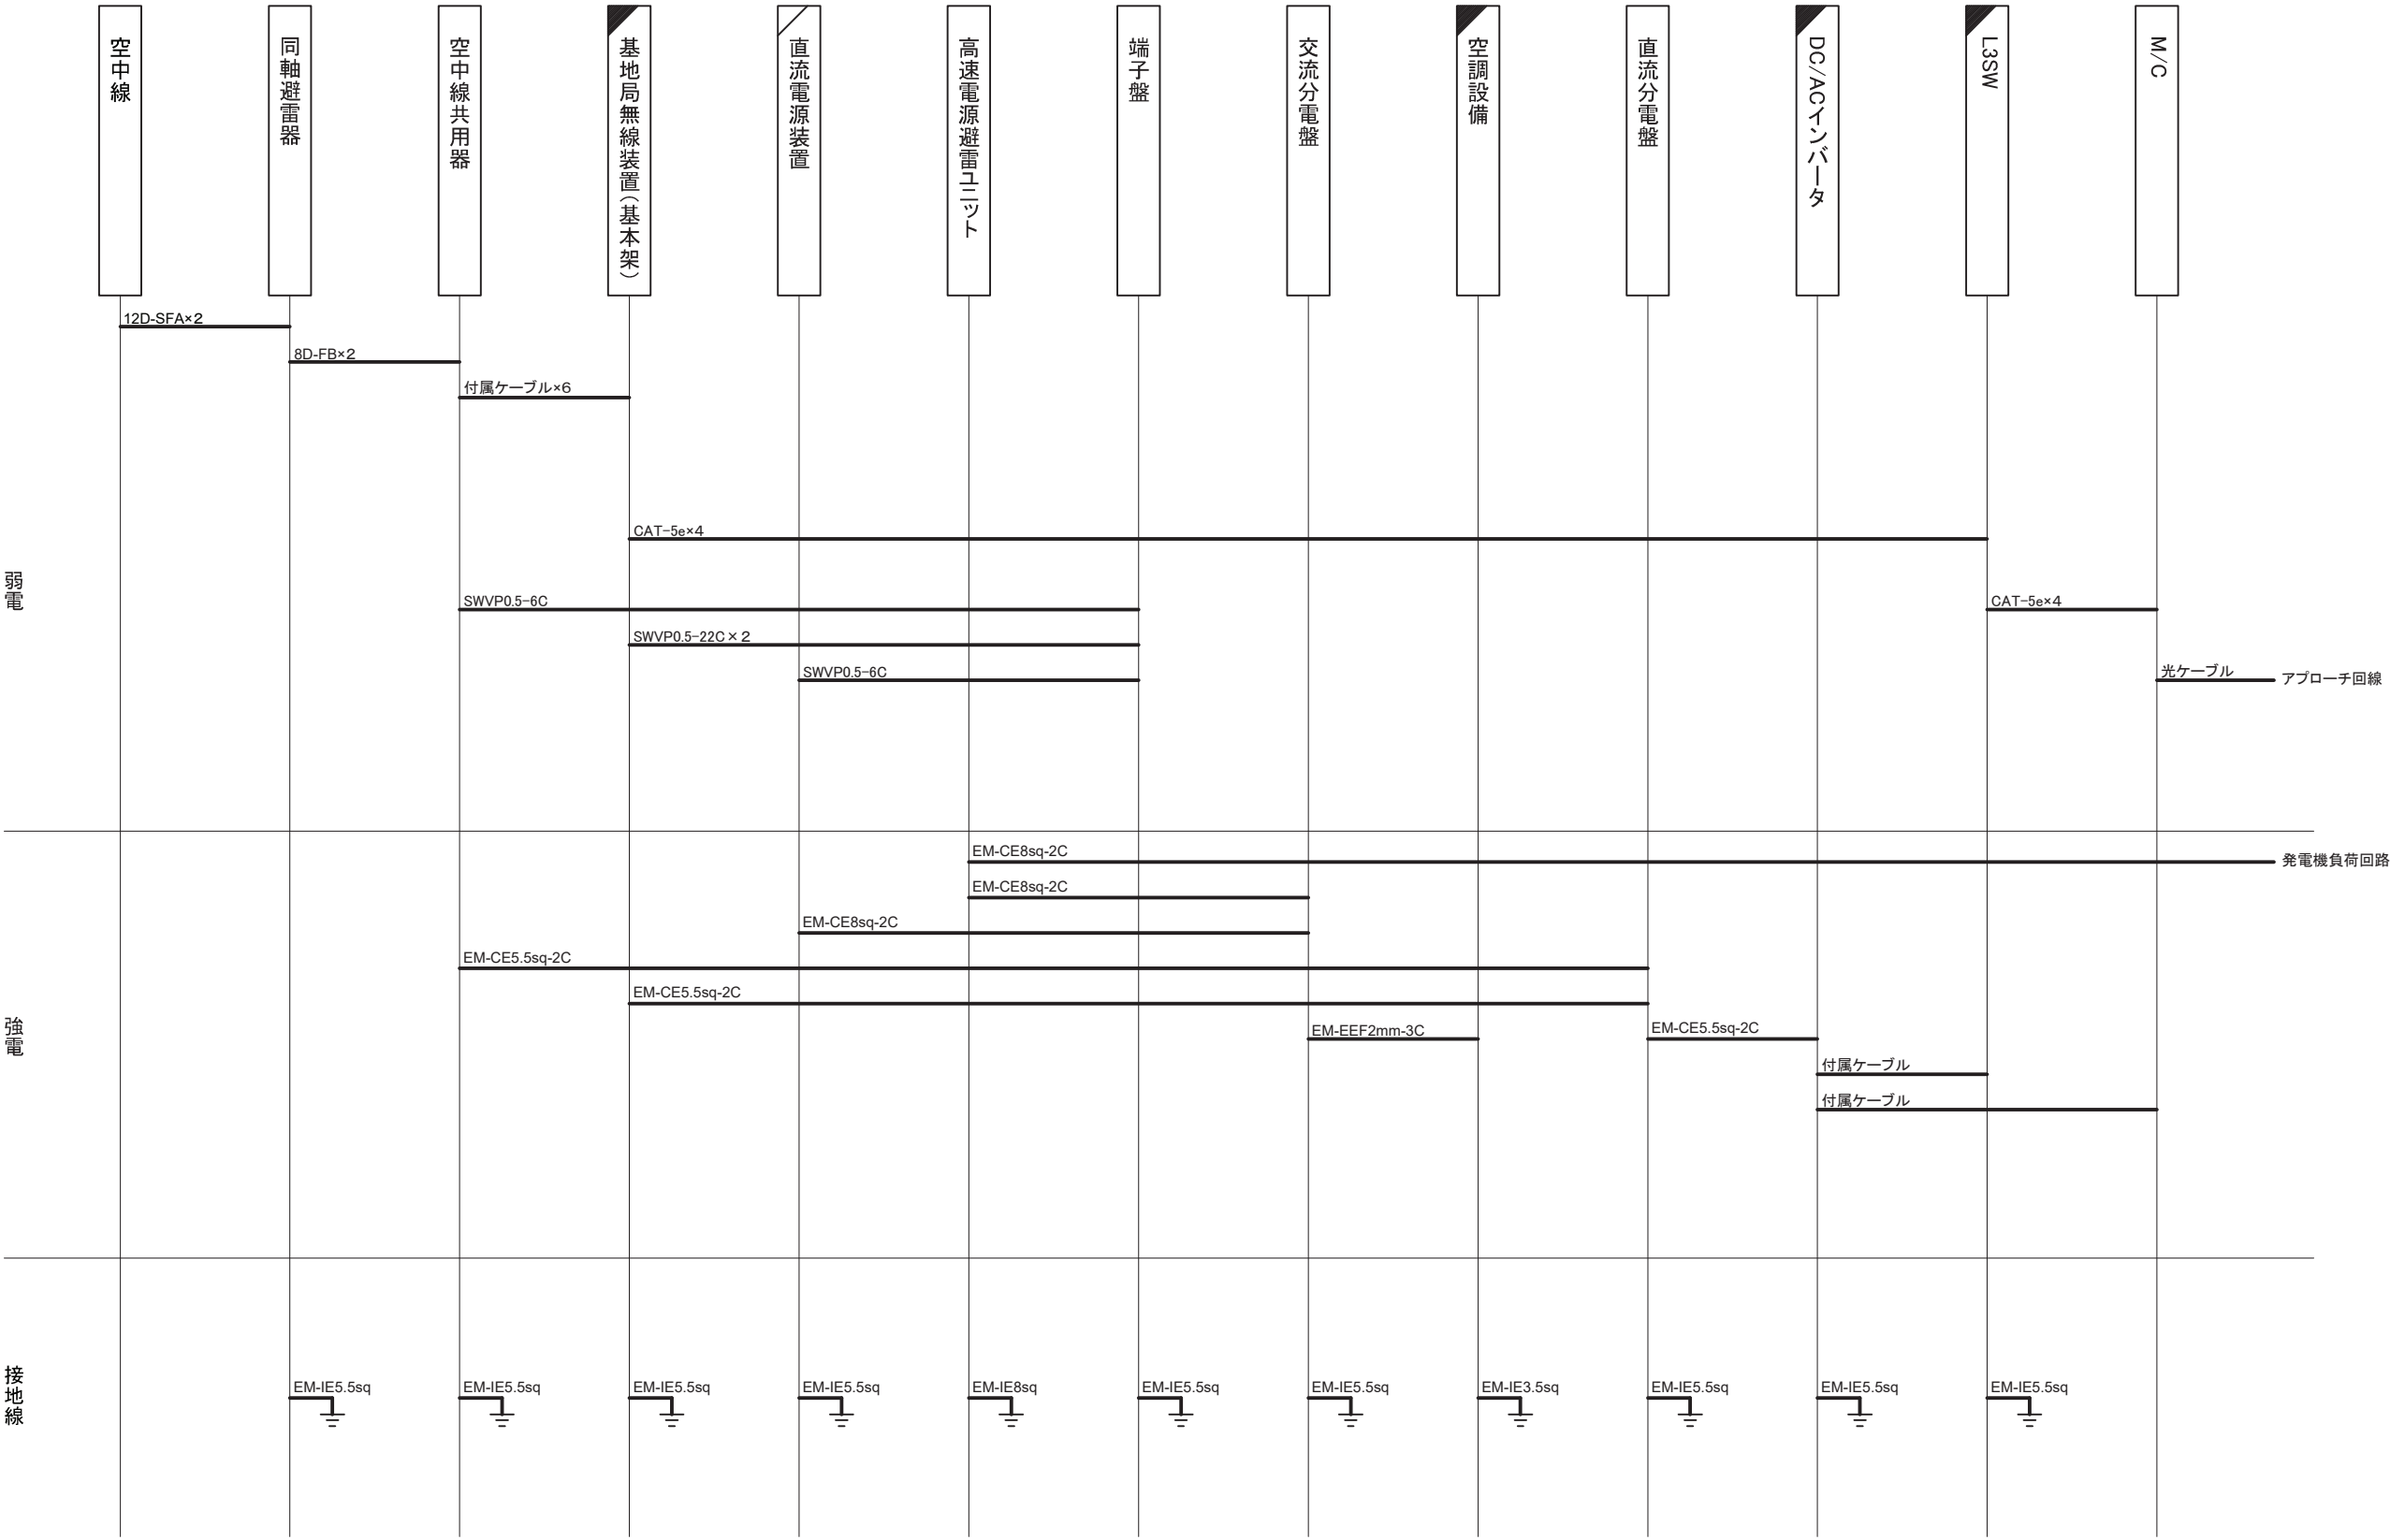 空中線
同軸避雷器
空中線共用器
基地局無線装置(基本架)
直流電源装置
高速電源避雷ユニット
端子盤
交流分電盤
空調設備
直流分電盤
DC/ACインバータ
L3SW
M/C
12D-SFA×2
8D-FB×2
付属ケーブル×6
CAT-5e×4
弱電
SWVP0.5-6C
CAT-5e×4
SWVP0.5-22C×2
SWVP0.5-6C
光ケーブル
アプローチ回線
EM-CE8sq-2C
発電機負荷回路
EM-CE8sq-2C
EM-CE8sq-2C
EM-CE5.5sq-2C
EM-CE5.5sq-2C
強電
EM-EEF2mm-3C
EM-CE5.5sq-2C
付属ケーブル
付属ケーブル
接地線
EM-IE5.5sq
EM-IE5.5sq
EM-IE5.5sq
EM-IE5.5sq
EM-IE8sq
EM-IE5.5sq
EM-IE5.5sq
EM-IE3.5sq
EM-IE5.5sq
EM-IE5.5sq
EM-IE5.5sq